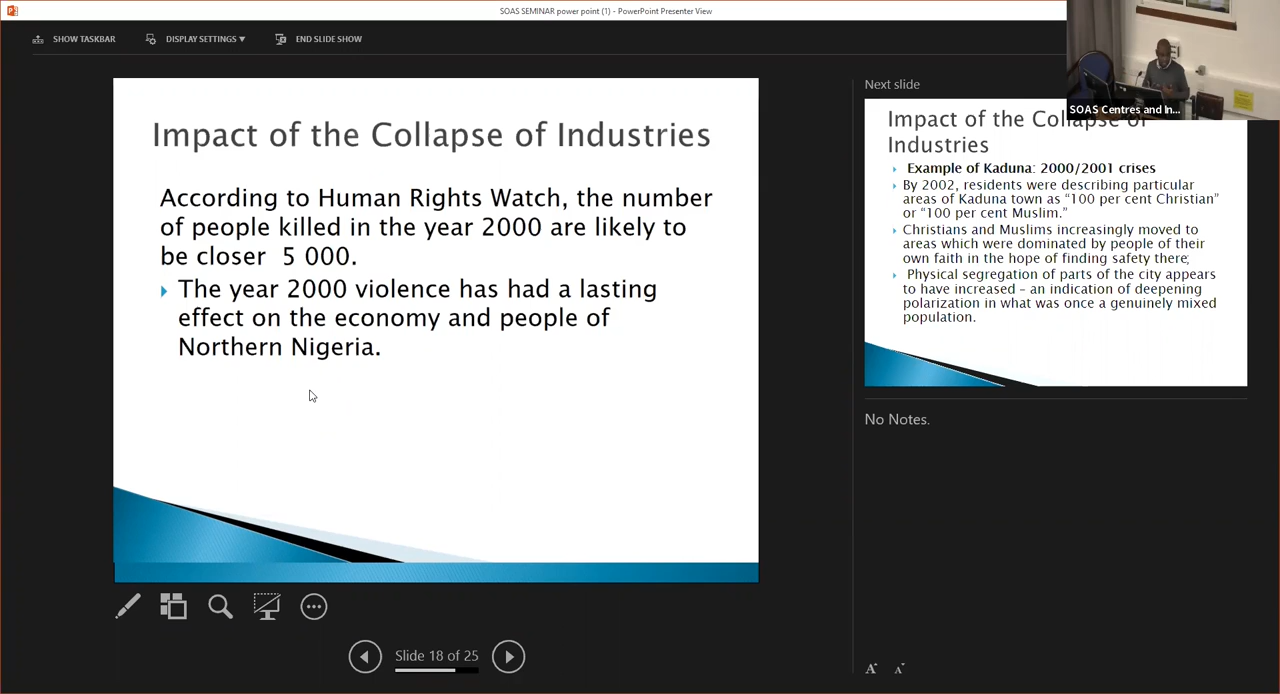 SOAS SEMINAR power point (1) - PowerPoint Presenter View
SHOW TASKBAR
DISPLAY SETTINGS ▼
END SLIDE SHOW
Impact of the Collapse of Industries
According to Human Rights Watch, the number
of people killed in the year 2000 are likely to
be closer 5 000.
The year 2000 violence has had a lasting
effect on the economy and people of
Northern Nigeria.
Slide 18 of 25
Next slide
SOAS Centres and In...
Impact of the Collapse of
Industries
Example of Kaduna: 2000/2001 crises
By 2002, residents were describing particular
areas of Kaduna town as “100 per cent Christian”
or “100 per cent Muslim.”
Christians and Muslims increasingly moved to
areas which were dominated by people of their
own faith in the hope of finding safety there;
Physical segregation of parts of the city appears
to have increased – an indication of deepening
polarization in what was once a genuinely mixed
population.
No Notes.
A A